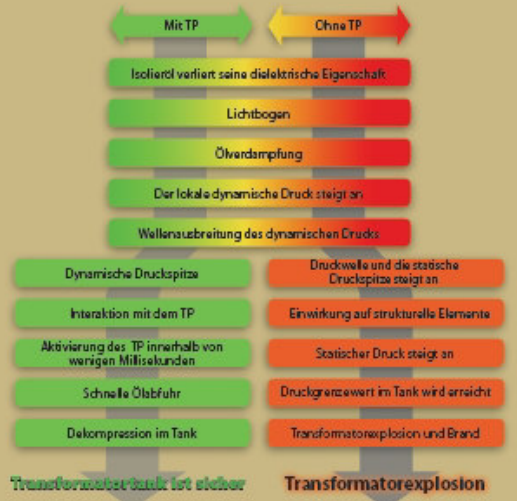 Mit TP
Ohne TP
Isolieröl verliert seine dielektrische Eigenschaft
Lichtbogen
Ölverdampfung
Der lokale dynamische Druck steigt an
Wellenausbreitung des dynamischen Drucks
Dynamische Druckspitze
Interaktion mit dem TP
Aktivierung des TP innerhalb von
wenigen Millisekunden
Schnelle Ölabfuhr
Dekompression im Tank
Transformatortank ist sicher
Druckwelle und die statische
Druckspitze steigt an
Einwirkung auf strukturelle Elemente
Statischer Druck steigt an
Druckgrenzewert im Tank wird erreicht
Transformatorexplosion und Brand
Transformatorexplosion